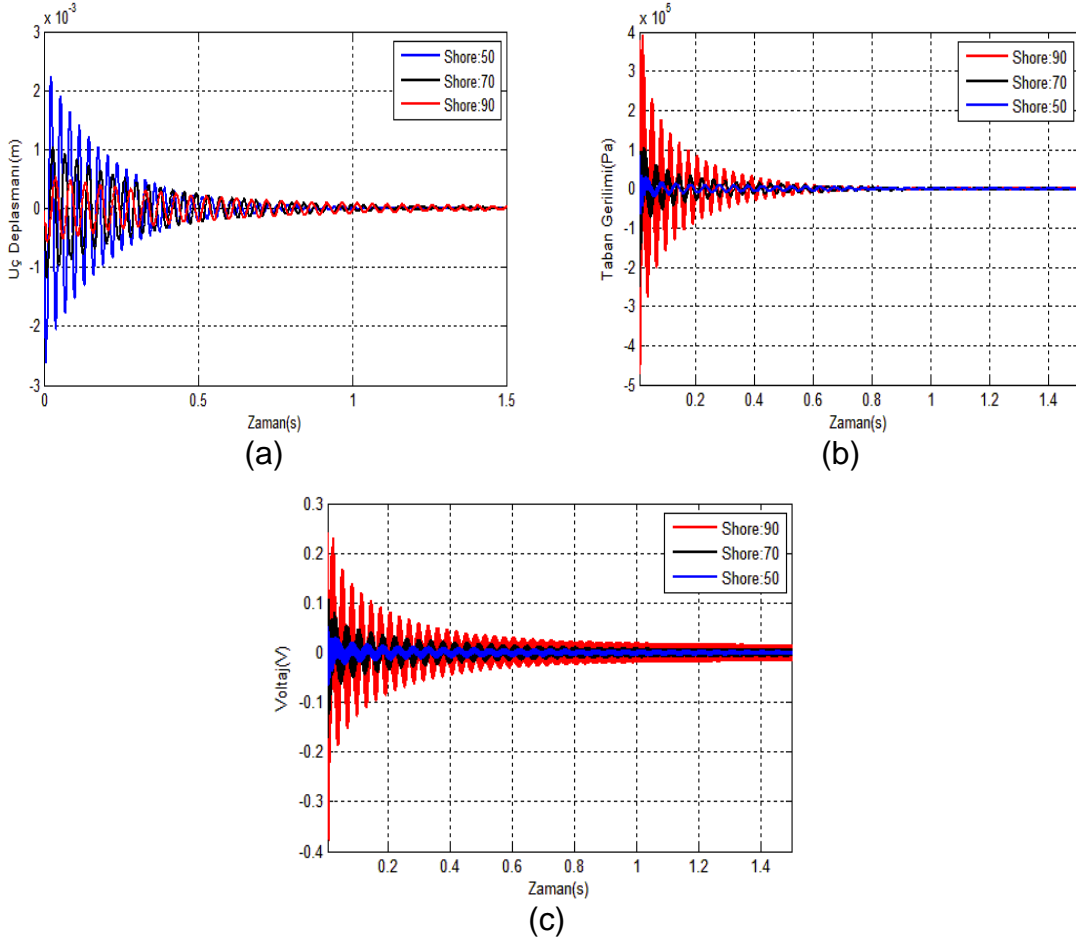 x 10⁻³
3
2
1
0
-1
-2
-3
Uç Deplasmanı(m)
0
0.5
1
1.5
Zaman(s)
Shore:50
Shore:70
Shore:90
(a)
x 10⁵
4
3
2
1
0
-1
-2
-3
-4
-5
Taban Gerilimi(Pa)
0.2
0.4
0.6
0.8
1
1.2
1.4
Zaman(s)
Shore:90
Shore:70
Shore:50
(b)
0.3
0.2
0.1
0
-0.1
-0.2
-0.3
-0.4
Voltaj(V)
0.2
0.4
0.6
0.8
1
1.2
1.4
Zaman(s)
Shore:90
Shore:70
Shore:50
(c)